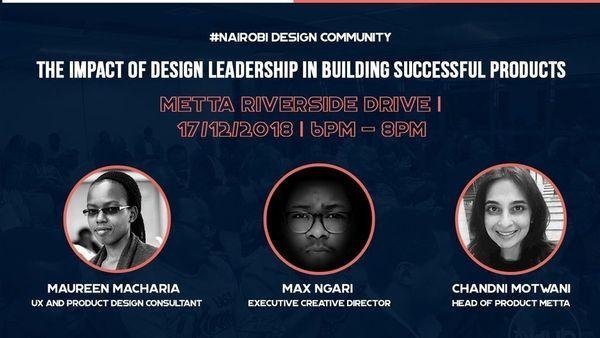 #NAIROBI DESIGN COMMUNITY
THE IMPACT OF DESIGN LEADERSHIP IN BUILDING SUCCESSFUL PRODUCTS
METTA RIVERSIDE DRIVE |
17/12/2018 | 6PM – 8PM
MAUREEN MACHARIA
UX AND PRODUCT DESIGN CONSULTANT
MAX NGARI
EXECUTIVE CREATIVE DIRECTOR
CHANDNI MOTWANI
HEAD OF PRODUCT METTA